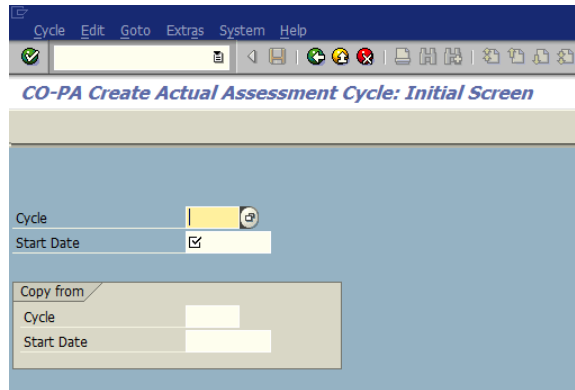 Cycle Edit Goto Extras System Help
CO-PA Create Actual Assessment Cycle: Initial Screen
Cycle
Start Date
Copy from
Cycle
Start Date